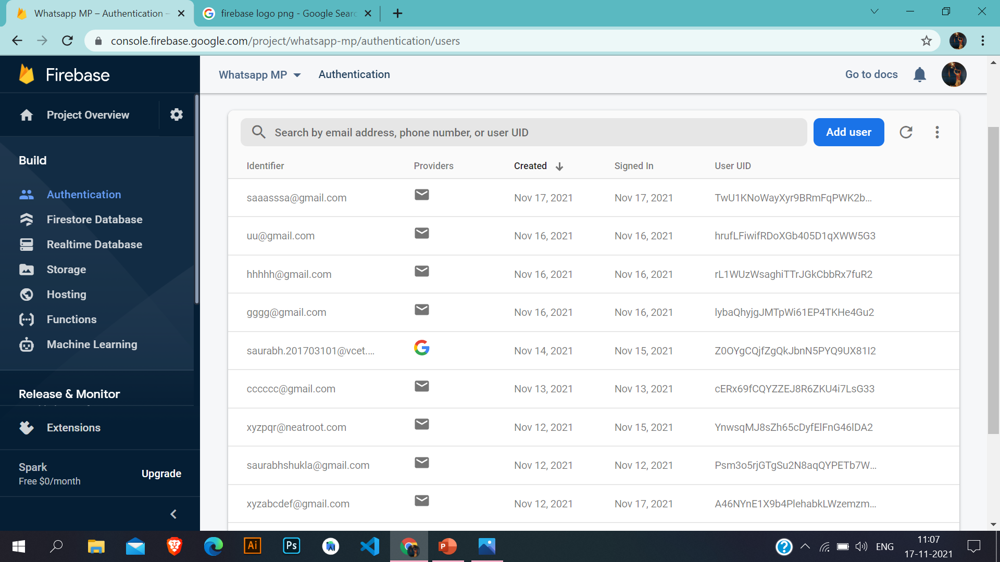 Whatsapp MP – Authentication –
firebase logo png - Google Searc
console.firebase.google.com/project/whatsapp-mp/authentication/users
Firebase
Whatsapp MP
Authentication
Go to docs
Project Overview
Build
Authentication
Firestore Database
Realtime Database
Storage
Hosting
Functions
Machine Learning
Release & Monitor
Extensions
Spark
Free $0/month
Upgrade
Search by email address, phone number, or user UID
Add user
Identifier Providers Created Signed In User UID
saaasssa@gmail.com Nov 17, 2021 Nov 17, 2021 TwU1KNoWayXyr9BRmFqPWK2b...
uu@gmail.com Nov 16, 2021 Nov 16, 2021 hrufLFiwifRDoXGb405D1qXWW5G3
hhhhh@gmail.com Nov 16, 2021 Nov 16, 2021 rL1WUzWsaghiTTrJGkCbbRx7fuR2
gggg@gmail.com Nov 16, 2021 Nov 16, 2021 lybaQhyjgJMTpWi61EP4TKHe4Gu2
saurabh.201703101@vcet.... Nov 14, 2021 Nov 15, 2021 Z0OYgCQjfZgQkJbnN5PYQ9UX81I2
cccccc@gmail.com Nov 13, 2021 Nov 13, 2021 cERx69fCQYZZEJ8R6ZKU4i7LsG33
xyzpqr@neatroot.com Nov 12, 2021 Nov 15, 2021 YnwsqMJ8sZh65cDyfElFnG46lDA2
saurabhshukla@gmail.com Nov 12, 2021 Nov 12, 2021 Psm3o5rjGTgSu2N8aqQYPETb7W...
xyzabcdef@gmail.com Nov 12, 2021 Nov 17, 2021 A46NYnE1X9b4PlehabkLWzemzm...
Ai
Ps
P
ENG
11:07
17-11-2021